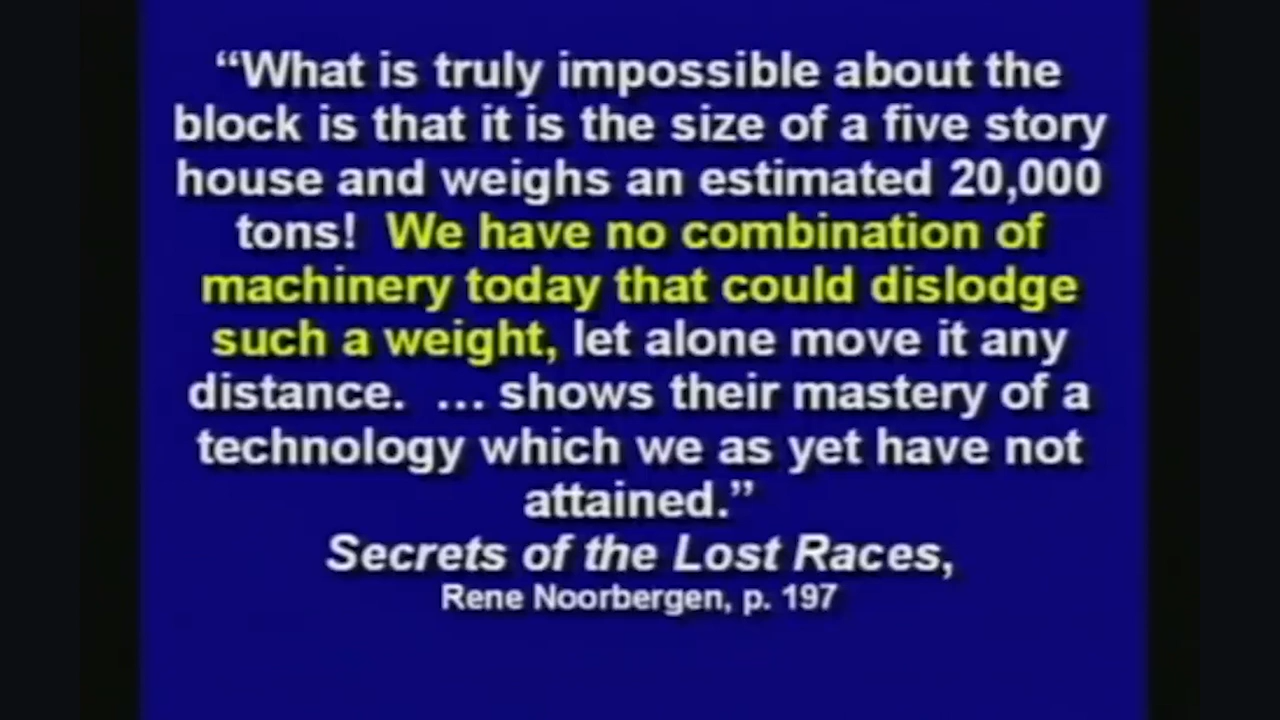 “What is truly impossible about the
block is that it is the size of a five story
house and weighs an estimated 20,000
tons!  We have no combination of
machinery today that could dislodge
such a weight, let alone move it any
distance.  … shows their mastery of a
technology which we as yet have not
attained.”
Secrets of the Lost Races,
Rene Noorbergen, p. 197